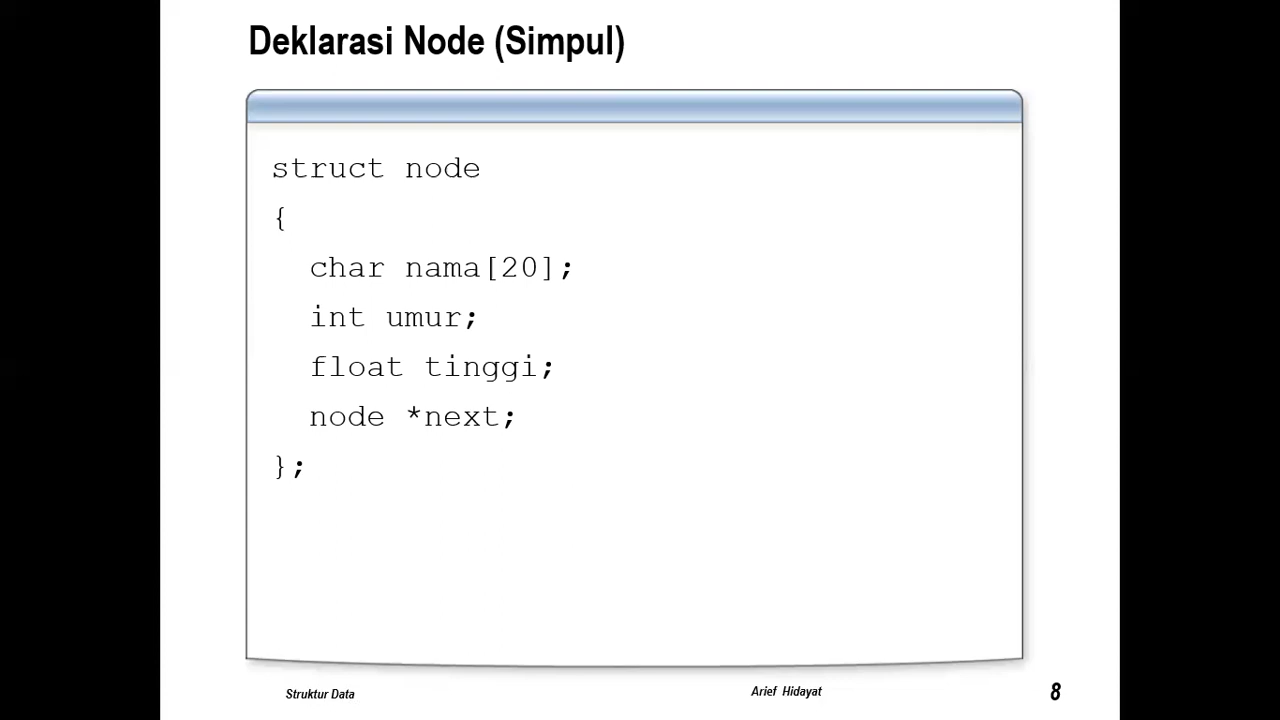 Deklarasi Node (Simpul)
struct node
{
char nama[20];
int umur;
float tinggi;
node *next;
};
Struktur Data
Arief Hidayat
8